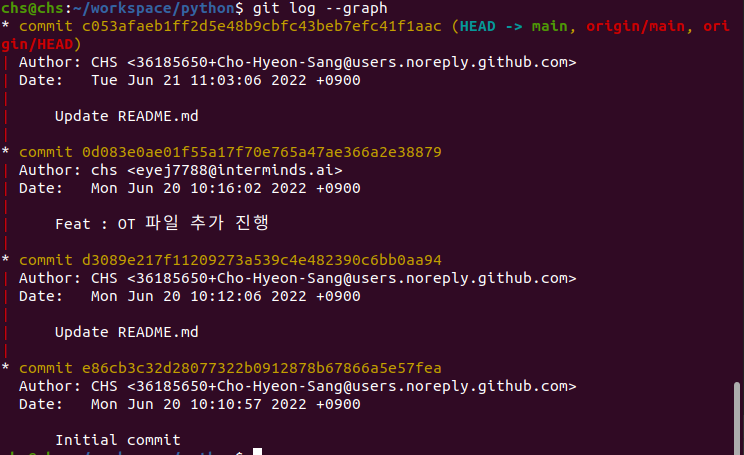 chs@chs:~/workspace/python$ git log --graph
* commit c053afaeb1ff2d5e48b9cbfc43beb7efc41f1aac (HEAD -> main, origin/main, ori
gin/HEAD)
| Author: CHS <36185650+Cho-Hyeon-Sang@users.noreply.github.com>
| Date:   Tue Jun 21 11:03:06 2022 +0900
|
|     Update README.md
|
* commit 0d083e0ae01f55a17f70e765a47ae366a2e38879
| Author: chs <eyej7788@interminds.ai>
| Date:   Mon Jun 20 10:16:02 2022 +0900
|
|     Feat : OT 파일 추가 진행
|
* commit d3089e217f11209273a539c4e482390c6bb0aa94
| Author: CHS <36185650+Cho-Hyeon-Sang@users.noreply.github.com>
| Date:   Mon Jun 20 10:12:06 2022 +0900
|
|     Update README.md
|
* commit e86cb3c32d28077322b0912878b67866a5e57fea
  Author: CHS <36185650+Cho-Hyeon-Sang@users.noreply.github.com>
  Date:   Mon Jun 20 10:10:57 2022 +0900

      Initial commit